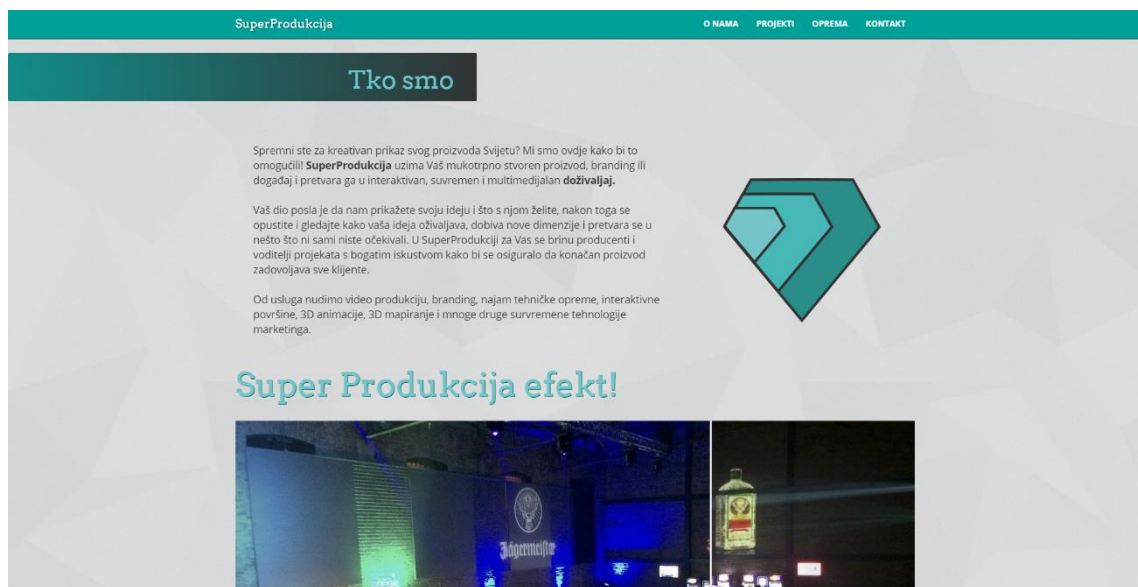 SuperProdukcija
O NAMA PROJEKTI OPREMA KONTAKT
Tko smo
Spremni ste za kreativan prikaz svog proizvoda Svijetu? Mi smo ovdje kako bi to
omogućili! SuperProdukcija uzima Vaš mukotrpno stvoren proizvod, branding ili
događaj i pretvara ga u interaktivan, suvremen i multimedijalan doživaljaj.
Vaš dio posla je da nam prikažete svoju ideju i što s njom želite, nakon toga se
opustite i gledajte kako vaša ideja oživaljava, dobiva nove dimenzije i pretvara se u
nešto što ni sami niste očekivali. U SuperProdukciji za Vas se brinu producenti i
voditelji projekata s bogatim iskustvom kako bi se osiguralo da konačan proizvod
zadovoljava sve klijente.
Od usluga nudimo video produkciju, branding, najam tehničke opreme, interaktivne
površine, 3D animacije, 3D mapiranje i mnoge druge survremene tehnologije
marketinga.
Super Produkcija efekt!
Jägermeister